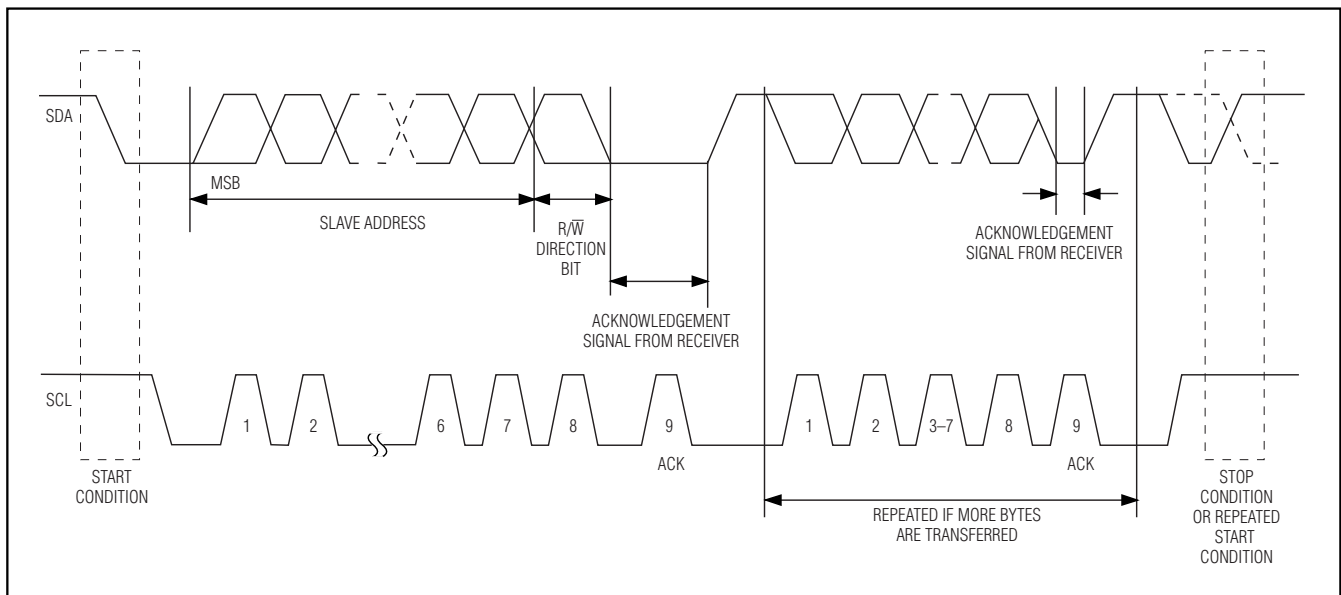 SDA
MSB
SLAVE ADDRESS
R/W̅
DIRECTION
BIT
ACKNOWLEDGEMENT
SIGNAL FROM RECEIVER
ACKNOWLEDGEMENT
SIGNAL FROM RECEIVER
SCL
1 2 6 7 8 9 1 2 3–7 8 9
ACK ACK
START
CONDITION
REPEATED IF MORE BYTES
ARE TRANSFERRED
STOP
CONDITION
OR REPEATED
START
CONDITION